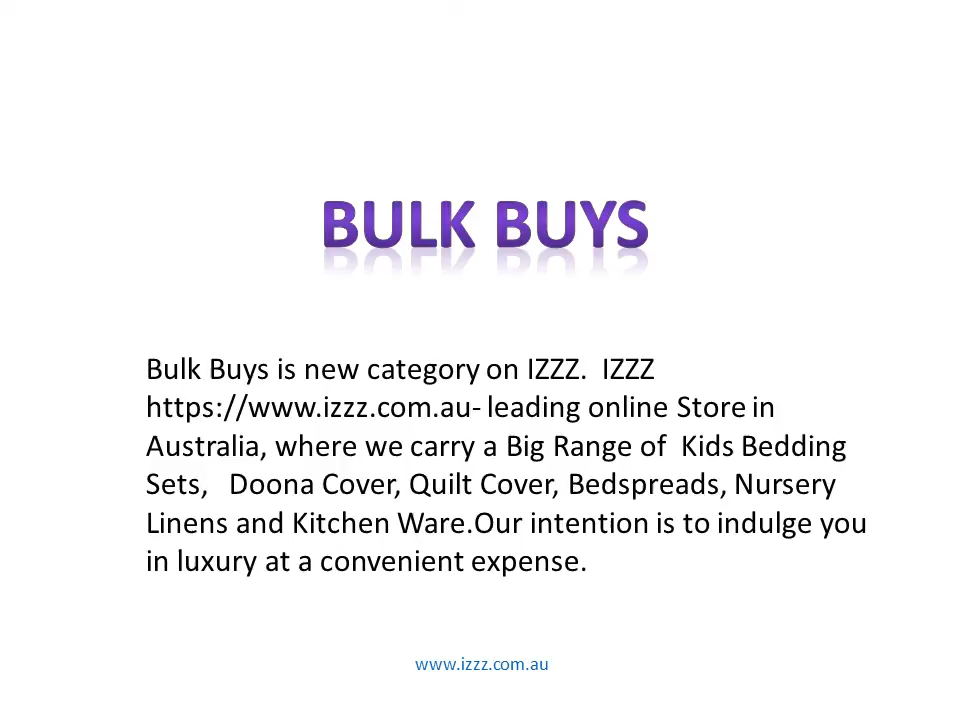 BULK BUYS
Bulk Buys is new category on IZZZ.  IZZZ
https://www.izzz.com.au- leading online Store in
Australia, where we carry a Big Range of  Kids Bedding
Sets,   Doona Cover, Quilt Cover, Bedspreads, Nursery
Linens and Kitchen Ware.Our intention is to indulge you
in luxury at a convenient expense.
www.izzz.com.au